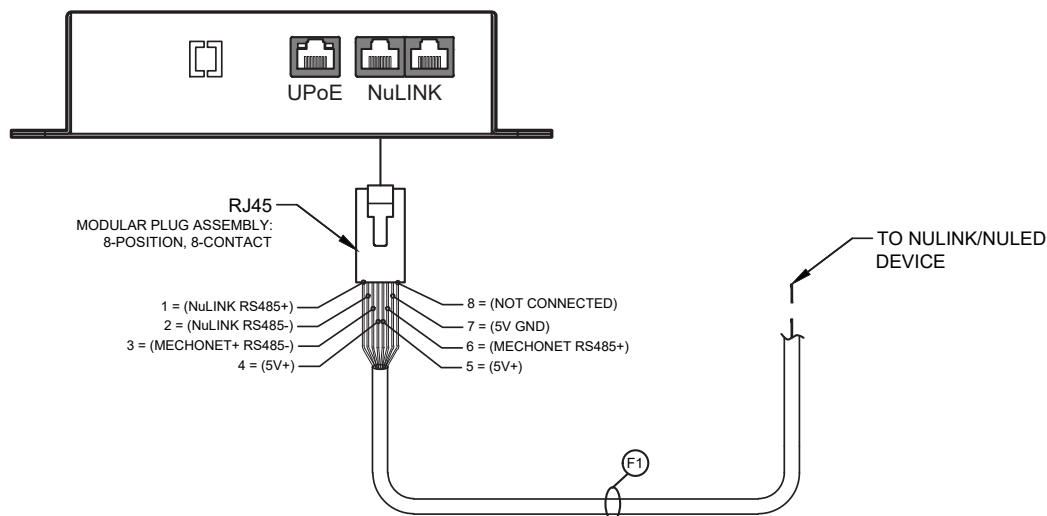 UPoE
NuLINK
RJ45
MODULAR PLUG ASSEMBLY:
8-POSITION, 8-CONTACT
TO NULINK/NULED
DEVICE
1 = (NuLINK RS485+)
2 = (NuLINK RS485-)
3 = (MECHONET+ RS485-)
4 = (5V+)
8 = (NOT CONNECTED)
7 = (5V GND)
6 = (MECHONET RS485+)
5 = (5V+)
F1